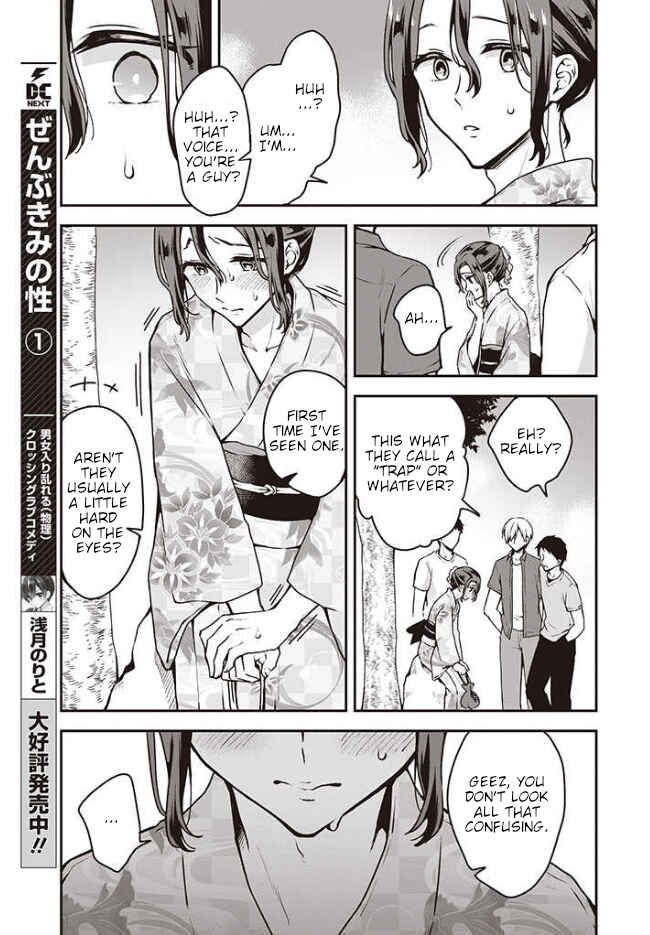 HUH
...?
UM...
I'M...
HUH...?
THAT
VOICE...
YOU'RE
A GUY?
AH...
FIRST
TIME I'VE
SEEN ONE.
AREN'T
THEY
USUALLY
A LITTLE
HARD
ON THE
EYES?
EH?
REALLY?
THIS WHAT
THEY CALL A
"TRAP" OR
WHATEVER?
GEEZ, YOU
DON'T LOOK
ALL THAT
CONFUSING.
...
DC
NEXT
ぜんぶきみの性
①
男女入り乱れる(物理)
クロッシングラブコメディ
浅月のりと
大好評発売中!!